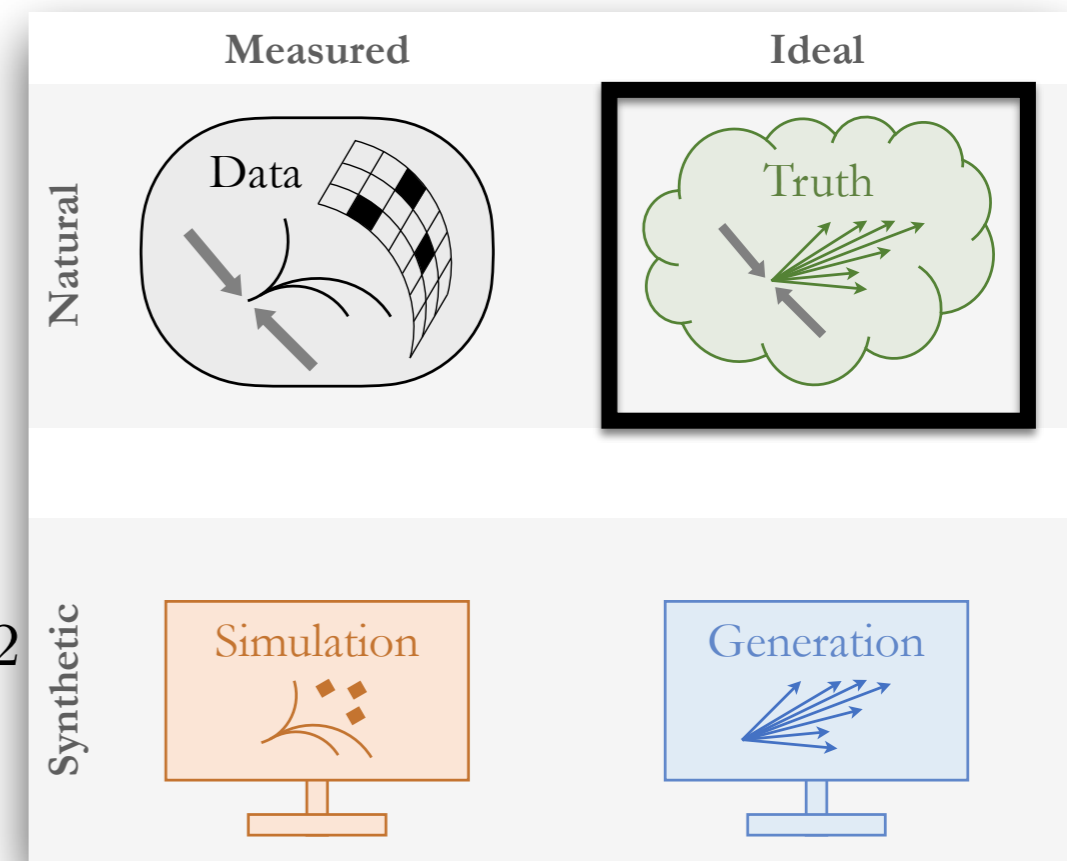 Measured
Ideal
Natural
Data
Truth
2
Synthetic
Simulation
Generation